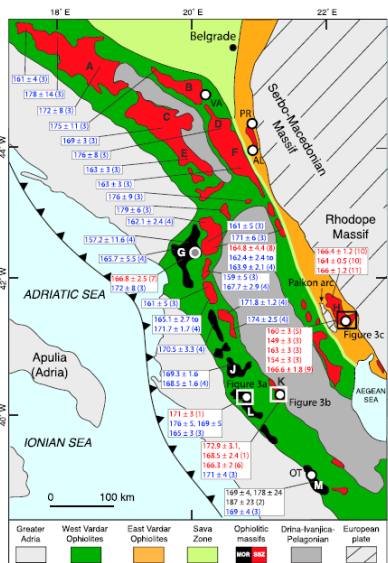 18° E
20° E
22° E
Belgrade
161 ± 4 (3)
A
178 ± 14 (3)
B
VA
172 ± 8 (3)
175 ± 11 (3)
C
PR
D
Serbo-Macedonian
Massif
169 ± 3 (3)
AL
44° W
176 ± 8 (3)
E
F
163 ± 3 (3)
163 ± 3 (3)
176 ± 9 (3)
179 ± 6 (3)
Rhodope
Massif
162.1 ± 2.4 (4)
161 ± 5 (3)
171 ± 6 (3)
157.2 ± 11.6 (4)
164.8 ± 4.4 (8)
166.4 ± 1.2 (10)
164 ± 0.5 (10)
166 ± 1.2 (11)
G
162.4 ± 2.4 to
163.9 ± 2.1 (4)
165.7 ± 5.5 (4)
159 ± 5 (3)
Paikon arc
166.8 ± 2.5 (7)
172 ± 8 (3)
167.7 ± 2.9 (4)
42° W
ADRIATIC SEA
161 ± 5 (3)
171.8 ± 1.2 (4)
H
165.1 ± 2.7 to
171.7 ± 1.7 (4)
174 ± 2.5 (4)
Figure 3c
160 ± 3 (5)
149 ± 3 (3)
163 ± 3 (3)
154 ± 3 (3)
166.6 ± 1.8 (9)
170.5 ± 3.3 (4)
Apulia
(Adria)
J
169.3 ± 1.6
168.5 ± 1.6 (4)
AEGEAN
SEA
Figure 3a
K
Figure 3b
40° W
L
171 ± 3 (1)
176 ± 5, 169 ± 5
165 ± 3 (3)
IONIAN SEA
172.9 ± 3.1,
168.5 ± 2.4 (1)
166.3 ± 2 (6)
171 ± 4 (3)
OT
M
169 ± 4, 178 ± 24
187 ± 23 (2)
169 ± 4 (3)
0
100 km
MOR
SSZ
Greater
Adria
West Vardar
Ophiolites
East Vardar
Ophiolites
Sava
Zone
Ophiolitic
massifs
Drina-Ivanjica-
Pelagonian
European
plate